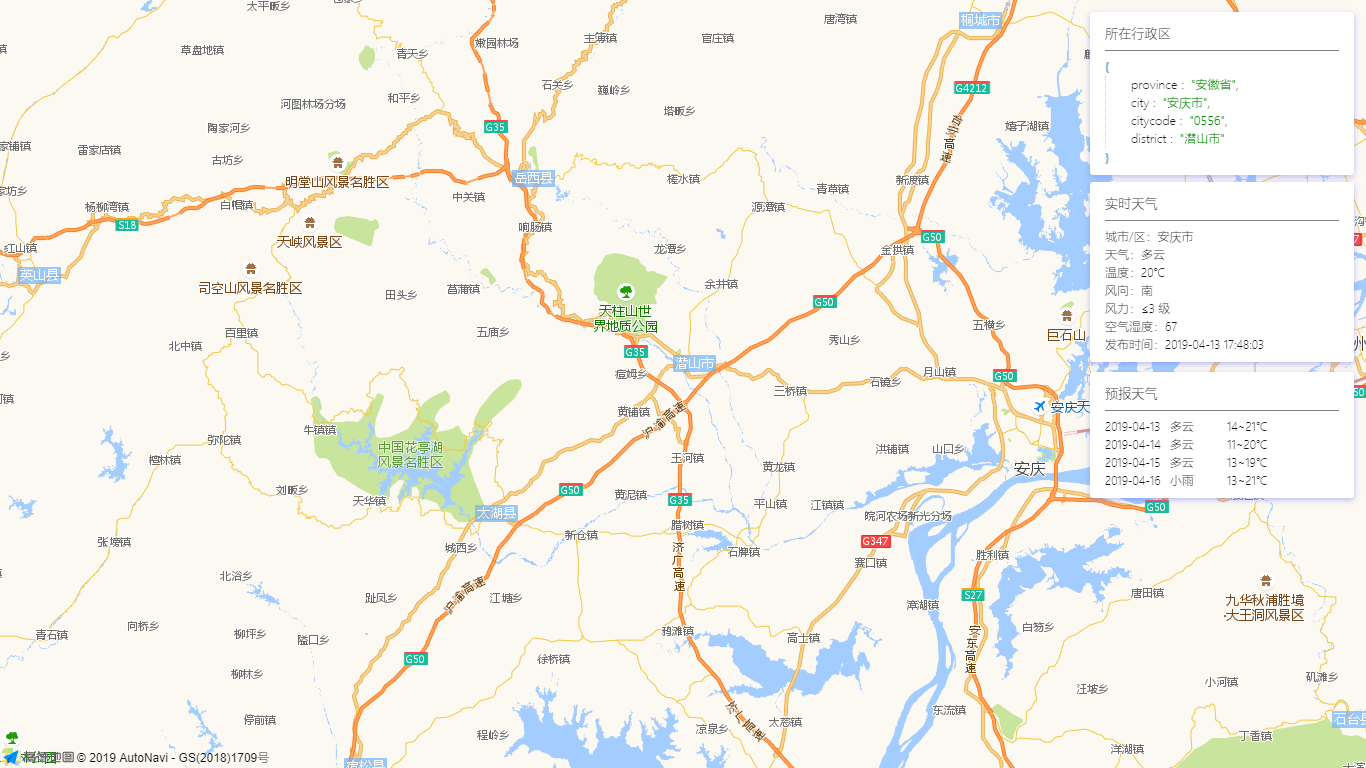 太平畈乡
唐湾镇
桐城市
草盘地镇
青天乡
嫩园林场
主簿镇
官庄镇
石关乡
巍岭乡
G4212
河图林场分场
和平乡
塔畈乡
陶家河乡
G35
嬉子湖镇
雷家店镇
古坊乡
明堂山风景名胜区
岳西县
槎水镇
新渡镇
青草镇
杨柳湾镇
白帽镇
中关镇
源潭镇
S18
响肠镇
G50
红山镇
天峡风景区
龙潭乡
金拱镇
英山县
司空山风景名胜区
田头乡
菖蒲镇
余井镇
G50
天柱山世
界地质公园
百里镇
五庙乡
五横乡
巨石山
北中镇
G35
秀山乡
潜山市
痘姆乡
月山镇
G50
石镜乡
三桥镇
黄铺镇
沪渝高速
安庆天
牛镇镇
弥陀镇
中国花亭湖
风景名胜区
洪铺镇
山口乡
王河镇
黄龙镇
安庆
刘畈乡
G50
黄泥镇
G35
天华镇
平山镇
江镇镇
G50
太湖县
皖河农场新光分场
腊树镇
新仓镇
张塝镇
城西乡
石牌镇
G347
胜利镇
济广高速
寨口镇
北浴乡
沪渝高速
趾凤乡
江塘乡
S27
漳湖镇
唐田镇
九华秋浦胜境
-大王洞风景区
向桥乡
柳坪乡
隘口乡
鸦滩镇
高士镇
安东高速
白笏乡
青石镇
G50
徐桥镇
柳林乡
小河镇
矶滩乡
汪坡乡
停前镇
济广高速
太慈镇
东流镇
石台县
程岭乡
凉泉乡
丁香镇
洋湖镇
© 2019 AutoNavi - GS(2018)1709号
所在行政区
{
province : "安徽省",
city : "安庆市",
citycode : "0556",
district : "潜山市"
}
实时天气
城市/区：安庆市
天气：多云
温度：20℃
风向：南
风力：≤3 级
空气湿度：67
发布时间：2019-04-13 17:48:03
预报天气
2019-04-13 多云 14~21℃
2019-04-14 多云 11~20℃
2019-04-15 多云 13~19℃
2019-04-16 小雨 13~21℃